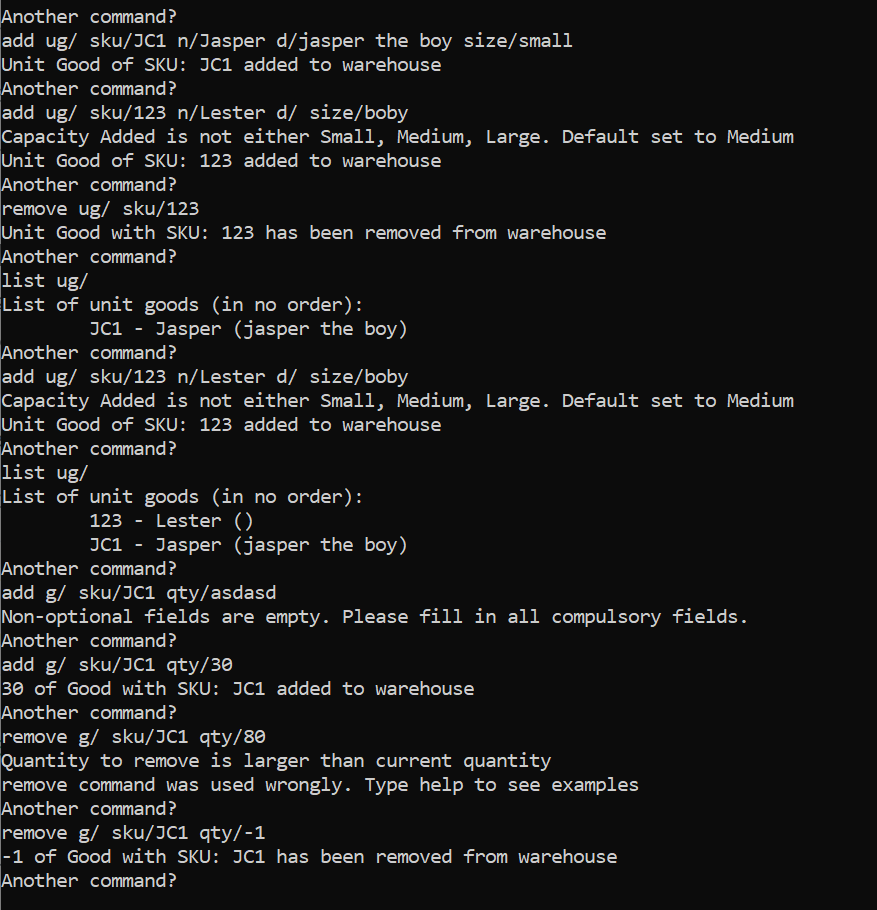 Another command?
add ug/ sku/JC1 n/Jasper d/jasper the boy size/small
Unit Good of SKU: JC1 added to warehouse
Another command?
add ug/ sku/123 n/Lester d/ size/boby
Capacity Added is not either Small, Medium, Large. Default set to Medium
Unit Good of SKU: 123 added to warehouse
Another command?
remove ug/ sku/123
Unit Good with SKU: 123 has been removed from warehouse
Another command?
list ug/
List of unit goods (in no order):
        JC1 - Jasper (jasper the boy)
Another command?
add ug/ sku/123 n/Lester d/ size/boby
Capacity Added is not either Small, Medium, Large. Default set to Medium
Unit Good of SKU: 123 added to warehouse
Another command?
list ug/
List of unit goods (in no order):
        123 - Lester ()
        JC1 - Jasper (jasper the boy)
Another command?
add g/ sku/JC1 qty/asdasd
Non-optional fields are empty. Please fill in all compulsory fields.
Another command?
add g/ sku/JC1 qty/30
30 of Good with SKU: JC1 added to warehouse
Another command?
remove g/ sku/JC1 qty/80
Quantity to remove is larger than current quantity
remove command was used wrongly. Type help to see examples
Another command?
remove g/ sku/JC1 qty/-1
-1 of Good with SKU: JC1 has been removed from warehouse
Another command?